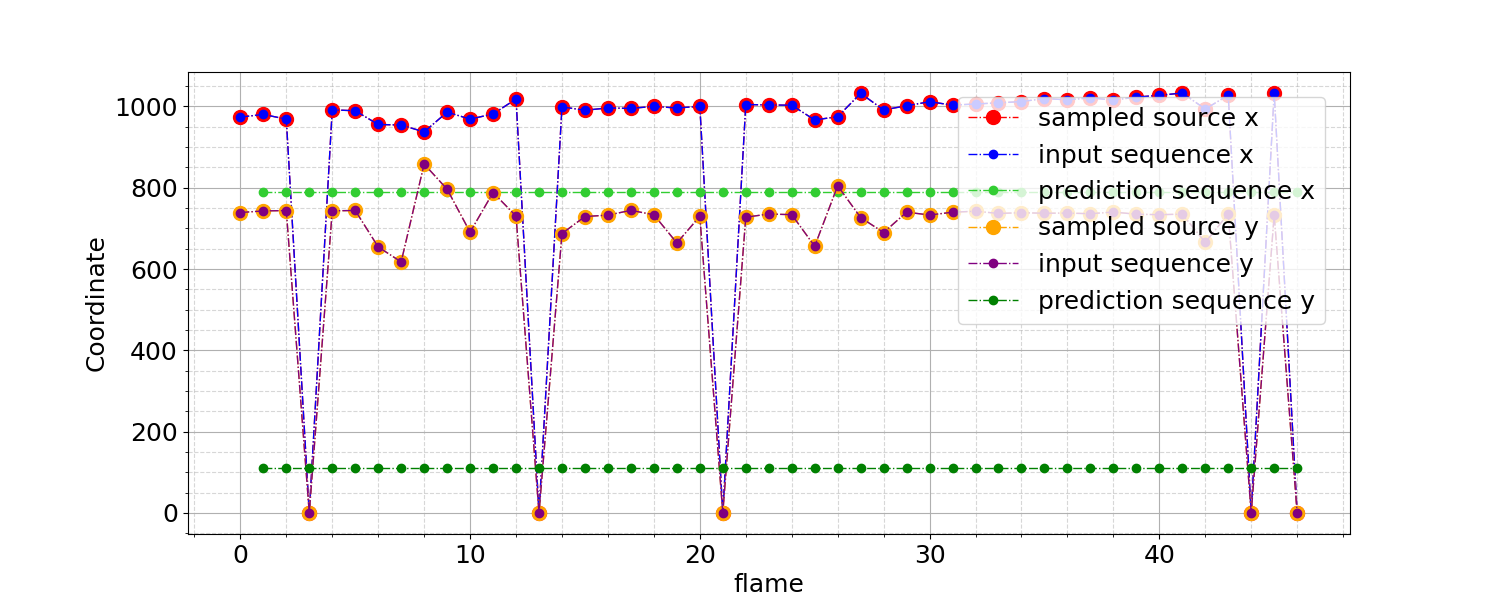 1000
800
600
400
200
0
Coordinate
0 10 20 30 40
flame
sampled source x
input sequence x
prediction sequence x
sampled source y
input sequence y
prediction sequence y